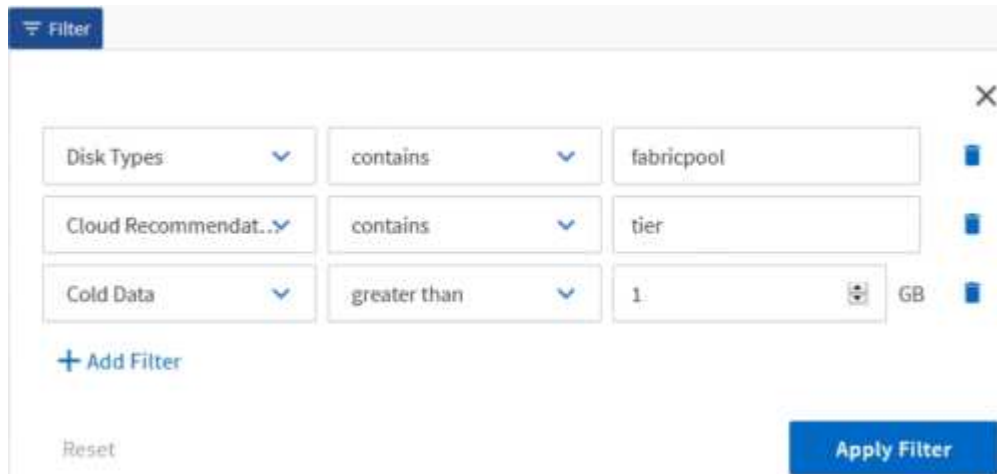 Filter
Disk Types contains fabricpool
Cloud Recommendat... contains tier
Cold Data greater than 1 GB
Add Filter
Reset Apply Filter